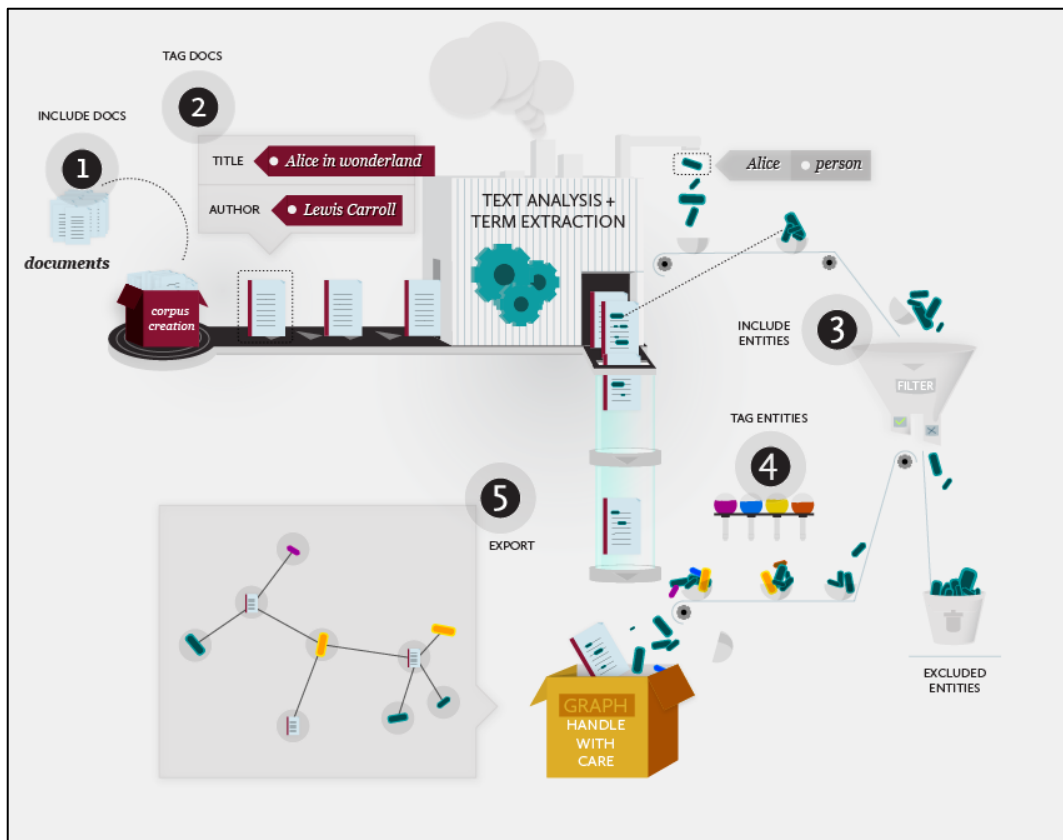 TAG DOCS
2
INCLUDE DOCS
1
documents
corpus
creation
TITLE
Alice in wonderland
AUTHOR
Lewis Carroll
TEXT ANALYSIS +
TERM EXTRACTION
Alice
person
INCLUDE
ENTITIES
3
FILTER
TAG ENTITIES
4
5
EXPORT
EXCLUDED
ENTITIES
GRAPH
HANDLE
WITH
CARE